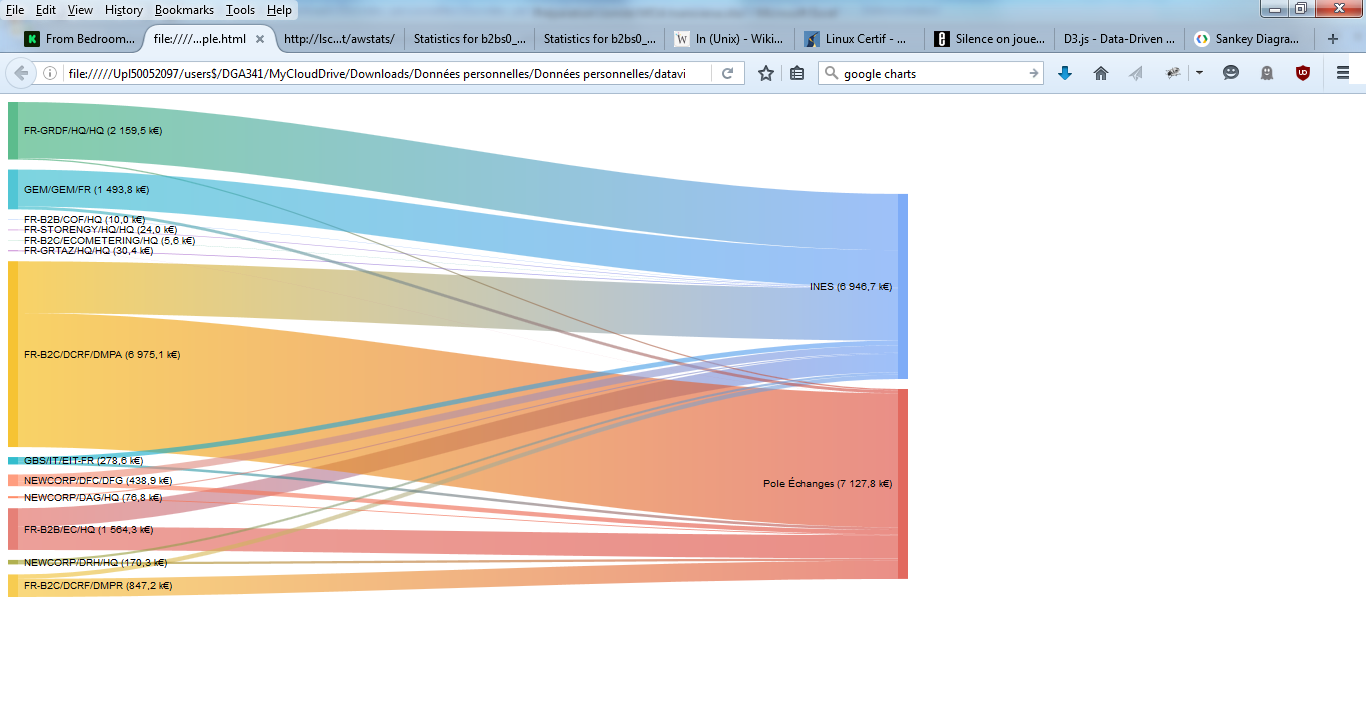 File Edit View History Bookmarks Tools Help
From Bedroom...
file:////...ple.html
http://lsc...t/awstats/
Statistics for b2bs0_...
Statistics for b2bs0_...
W ln (Unix) - Wiki...
Linux Certif - ...
Silence on joue...
D3.js - Data-Driven ...
Sankey Diagra...
file://///Upl50052097/users$/DGA341/MyCloudDrive/Downloads/Données personnelles/Données personnelles/datavi
google charts
FR-GRDF/HQ/HQ (2 159,5 k€)
GEM/GEM/FR (1 493,8 k€)
FR-B2B/COF/HQ (10,0 k€)
FR-STORENGY/HQ/HQ (24,0 k€)
FR-B2C/ECOMETERING/HQ (5,6 k€)
FR-GRTAZ/HQ/HQ (30,4 k€)
INES (6 946,7 k€)
FR-B2C/DCRF/DMPA (6 975,1 k€)
GBS/IT/EIT-FR (278,6 k€)
NEWCORP/DFC/DFG (438,9 k€)
Pole Échanges (7 127,8 k€)
NEWCORP/DAG/HQ (76,8 k€)
FR-B2B/EC/HQ (1 564,3 k€)
NEWCORP/DRH/HQ (170,3 k€)
FR-B2C/DCRF/DMPR (847,2 k€)